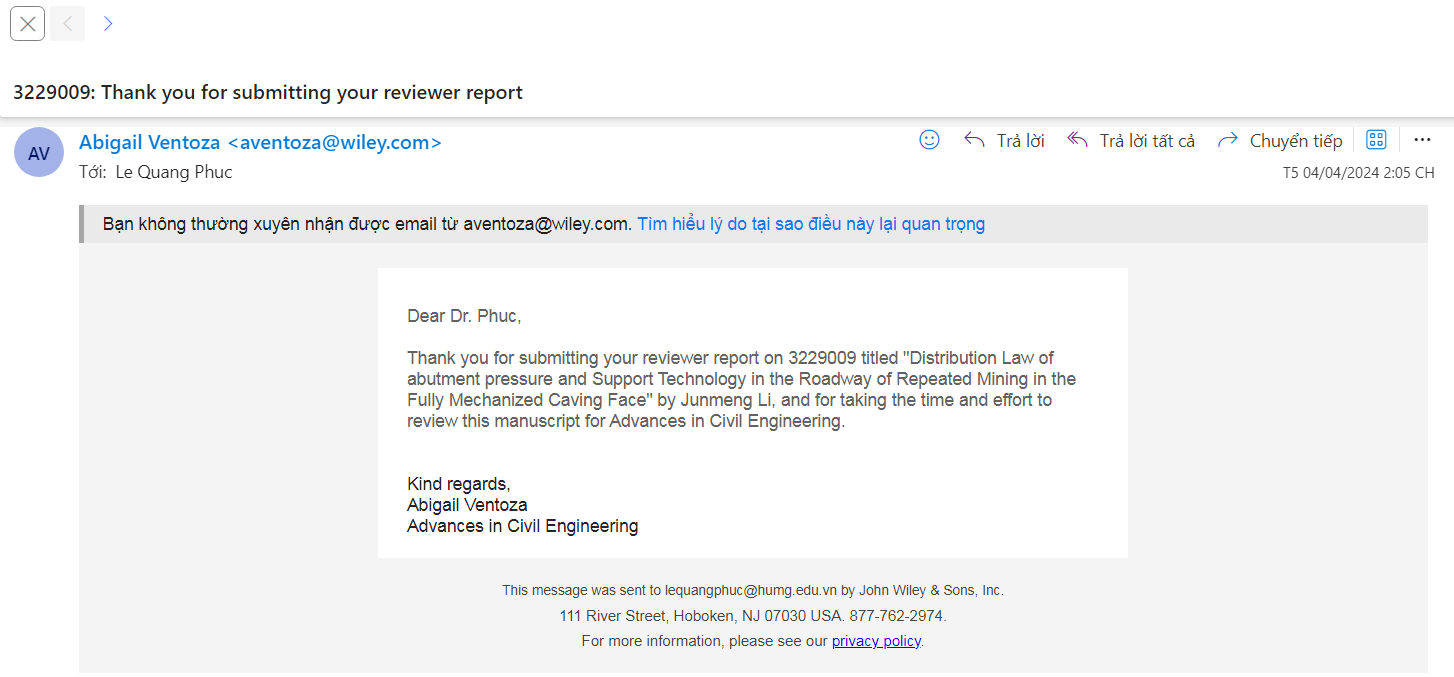 3229009: Thank you for submitting your reviewer report
AV
Abigail Ventoza <aventoza@wiley.com>
Trả lời
Trả lời tất cả
Chuyển tiếp
Tới: Le Quang Phuc
T5 04/04/2024 2:05 CH
Bạn không thường xuyên nhận được email từ aventoza@wiley.com. Tìm hiểu lý do tại sao điều này lại quan trọng
Dear Dr. Phuc,
Thank you for submitting your reviewer report on 3229009 titled "Distribution Law of
abutment pressure and Support Technology in the Roadway of Repeated Mining in the
Fully Mechanized Caving Face" by Junmeng Li, and for taking the time and effort to
review this manuscript for Advances in Civil Engineering.
Kind regards,
Abigail Ventoza
Advances in Civil Engineering
This message was sent to lequangphuc@humg.edu.vn by John Wiley & Sons, Inc.
111 River Street, Hoboken, NJ 07030 USA. 877-762-2974.
For more information, please see our privacy policy.